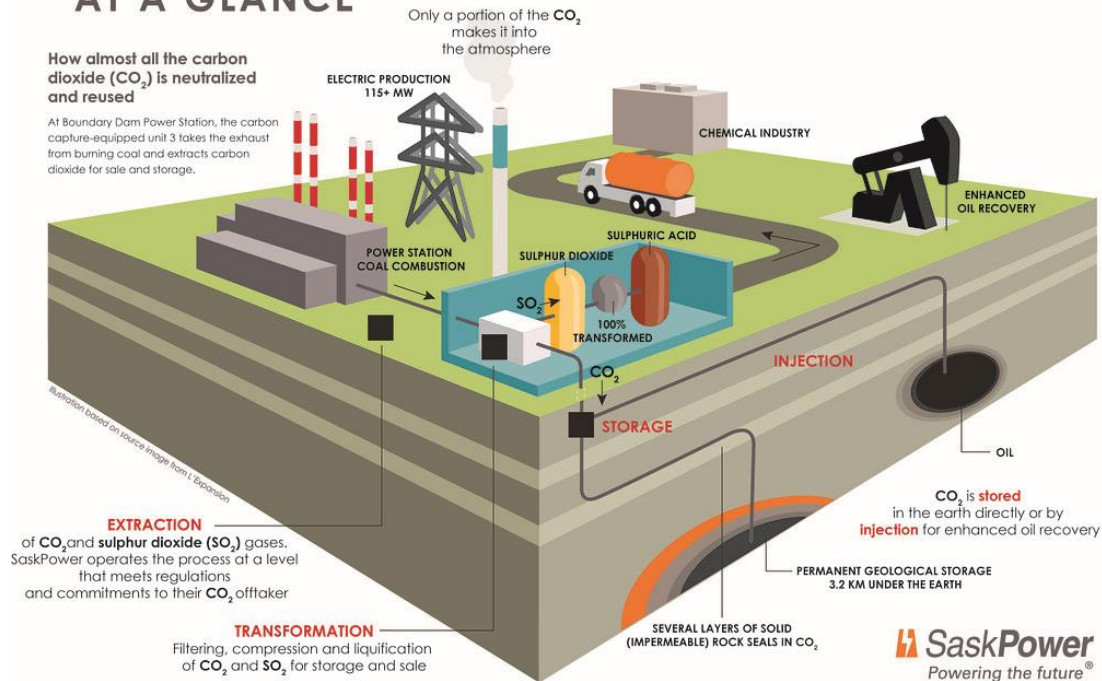 AT A GLANCE
Only a portion of the CO₂
makes it into
the atmosphere
How almost all the carbon
dioxide (CO₂) is neutralized
and reused
At Boundary Dam Power Station, the carbon
capture-equipped unit 3 takes the exhaust
from burning coal and extracts carbon
dioxide for sale and storage.
ELECTRIC PRODUCTION
115+ MW
CHEMICAL INDUSTRY
ENHANCED
OIL RECOVERY
POWER STATION
COAL COMBUSTION
SULPHUR DIOXIDE
SULPHURIC ACID
SO₂
100%
TRANSFORMED
CO₂
INJECTION
STORAGE
OIL
Illustration based on source image from L'Expansion
CO₂ is stored
in the earth directly or by
injection for enhanced oil recovery
EXTRACTION
of CO₂and sulphur dioxide (SO₂) gases.
SaskPower operates the process at a level
that meets regulations
and commitments to their CO₂ offtaker
PERMANENT GEOLOGICAL STORAGE
3.2 KM UNDER THE EARTH
TRANSFORMATION
Filtering, compression and liquification
of CO₂ and SO₂ for storage and sale
SEVERAL LAYERS OF SOLID
(IMPERMEABLE) ROCK SEALS IN CO₂
SaskPower
Powering the future®